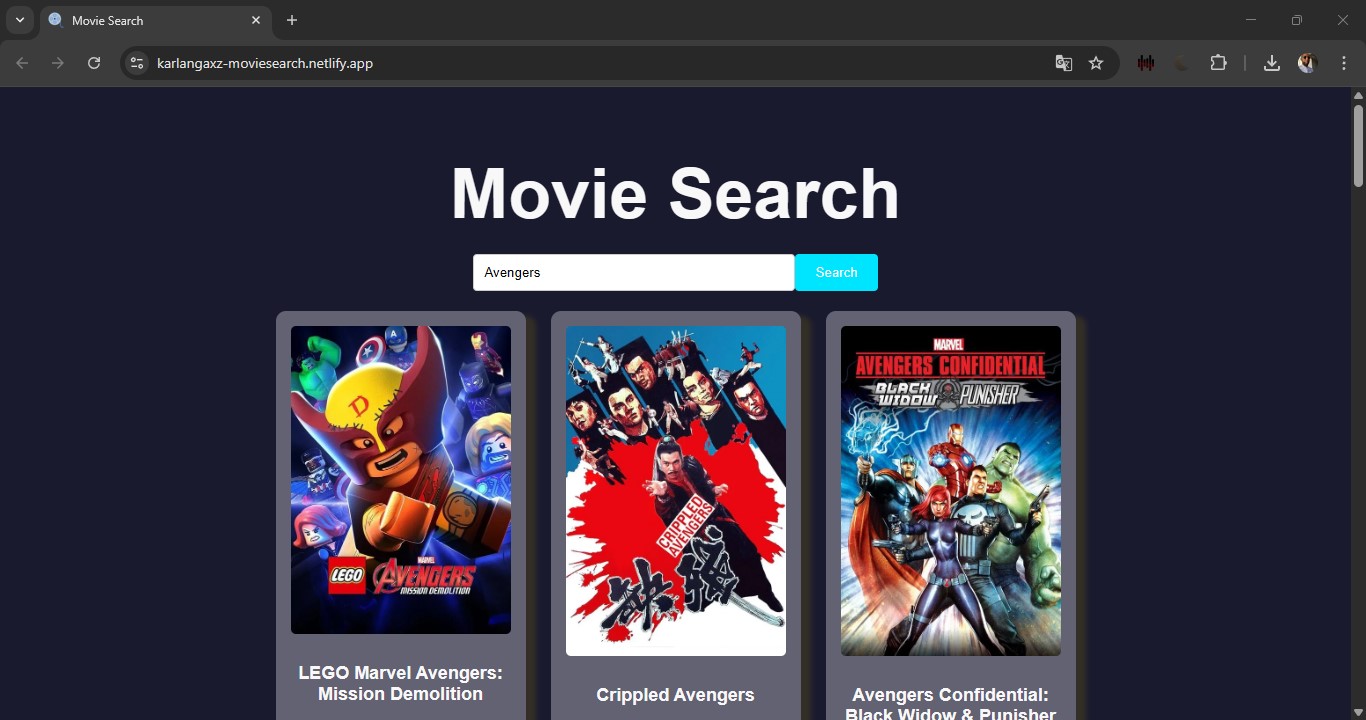 Movie Search
karlangaxz-moviesearch.netlify.app
Movie Search
Avengers
Search
D
A
LEGO
MARVEL
AVENGERS
MISSION DEMOLITION
CRIPPLED
AVENGERS
MARVEL
AVENGERS CONFIDENTIAL
BLACK
WIDOW
PUNISHER
LEGO Marvel Avengers:
Mission Demolition
Crippled Avengers
Avengers Confidential:
Black Widow & Punisher